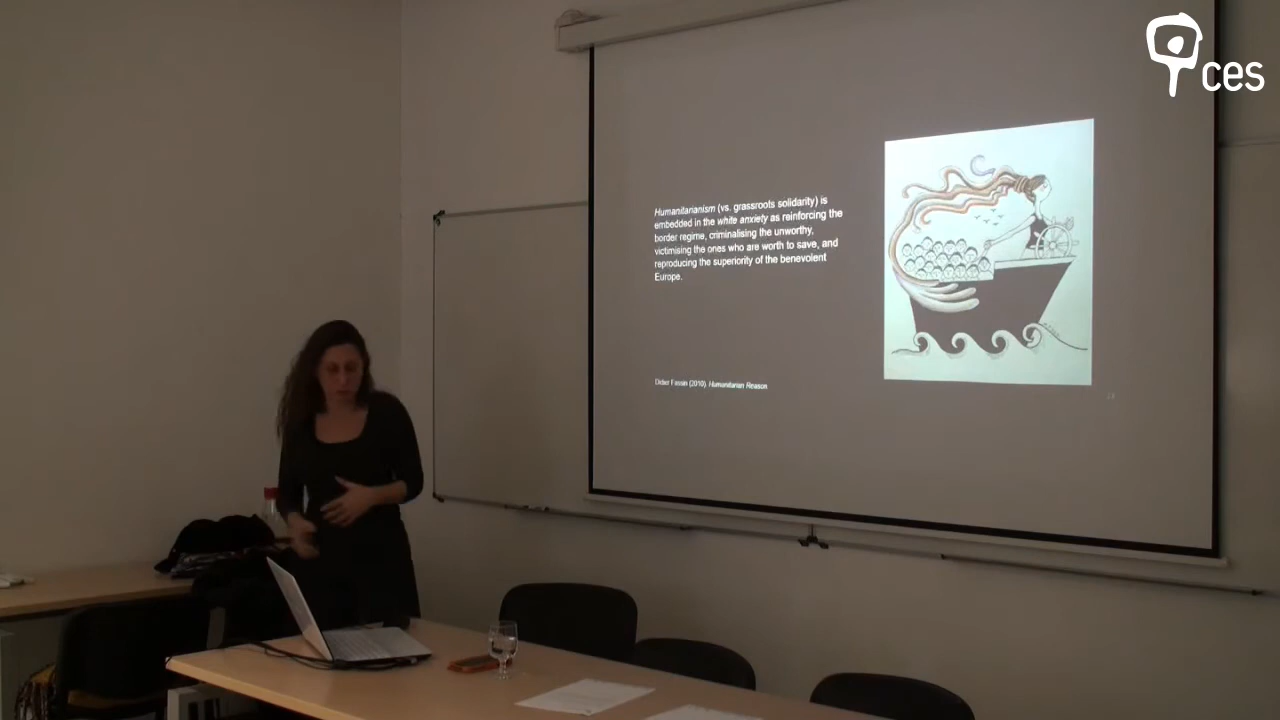 ces
Humanitarianism (vs. grassroots solidarity) is
embedded in the white anxiety as reinforcing the
border regime, criminalising the unworthy,
victimising the ones who are worth to save, and
reproducing the superiority of the benevolent
Europe.
Didier Fassin (2010). Humanitarian Reason